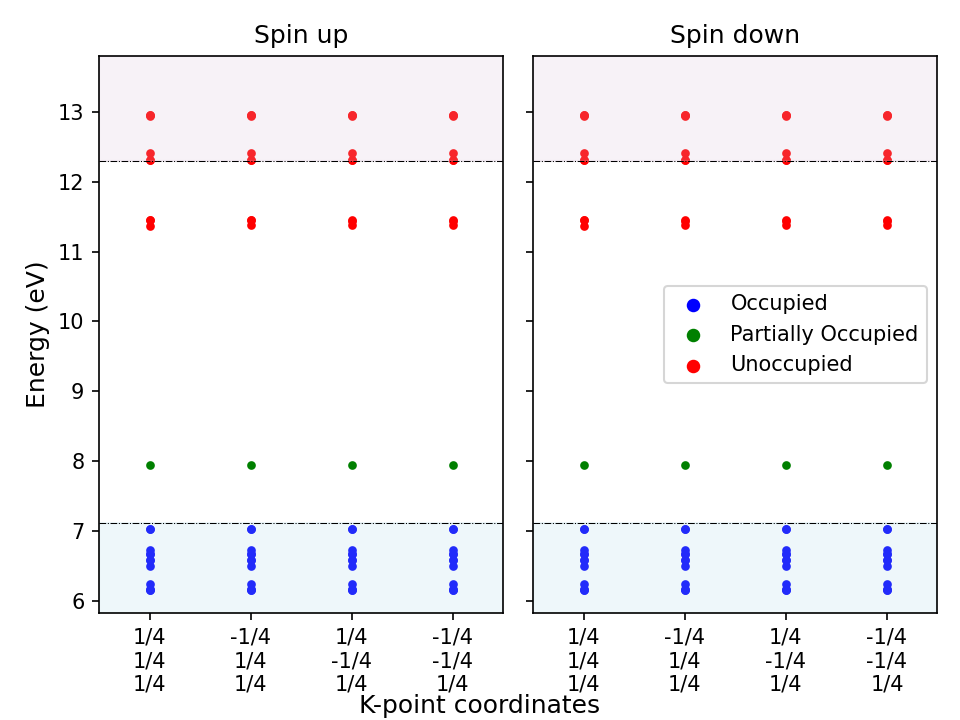 Spin up
Spin down
Energy (eV)
13
12
11
10
9
8
7
6
Occupied
Partially Occupied
Unoccupied
1/4 -1/4 1/4 -1/4
1/4 1/4 -1/4 -1/4
1/4 1/4 1/4 1/4
1/4 -1/4 1/4 -1/4
1/4 1/4 -1/4 -1/4
1/4 1/4 1/4 1/4
K-point coordinates